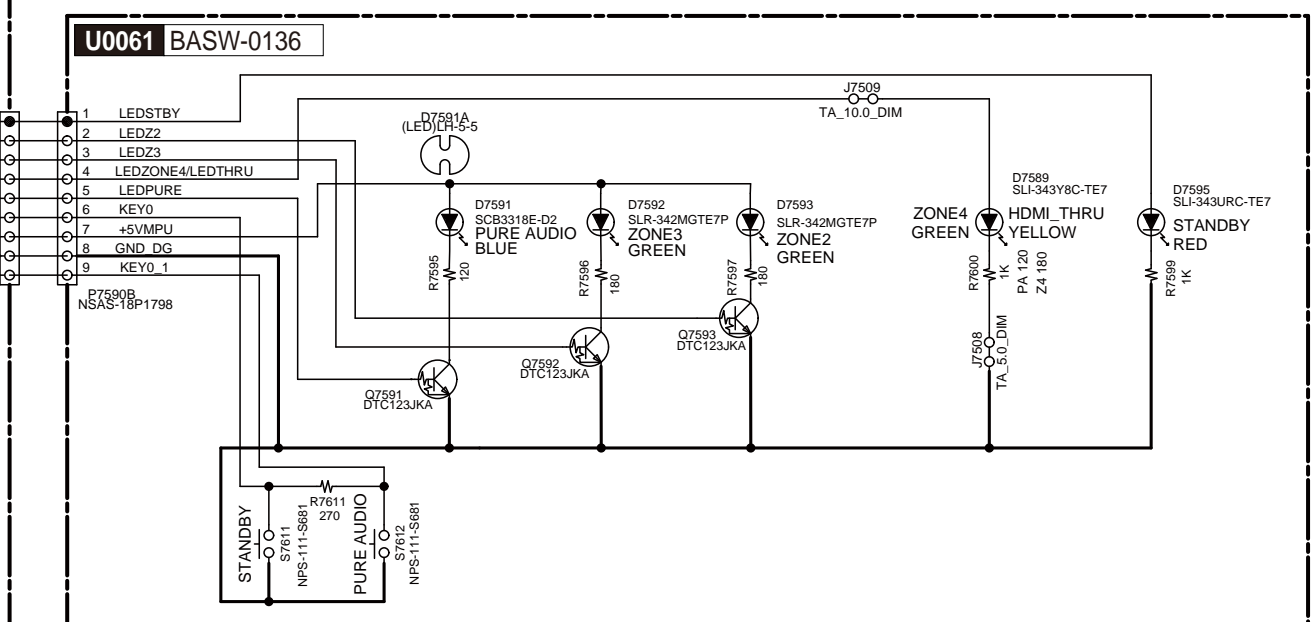 U0061 BASW-0136
J7509
TA_10.0_DIM
1 LEDSTBY
2 LEDZ2
3 LEDZ3
4 LEDZONE4/LEDTHRU
5 LEDPURE
6 KEY0
7 +5VMPU
8 GND_DG
9 KEY0_1
P7590B
NSAS-18P1798
D7591A
(LED)LH-5-5
D7591
SCB3318E-D2
PURE AUDIO
BLUE
D7592
SLR-342MGTE7P
ZONE3
GREEN
D7593
SLR-342MGTE7P
ZONE2
GREEN
D7589
SLI-343Y8C-TE7
ZONE4
GREEN
HDMI_THRU
YELLOW
D7595
SLI-343URC-TE7
STANDBY
RED
R7595
120
R7596
180
R7597
180
R7600
1K
PA 120
Z4 180
R7599
1K
Q7593
DTC123JKA
Q7592
DTC123JKA
Q7591
DTC123JKA
J7508
TA_5.0_DIM
R7611
270
STANDBY
S7611
NPS-111-S681
PURE AUDIO
S7612
NPS-111-S681